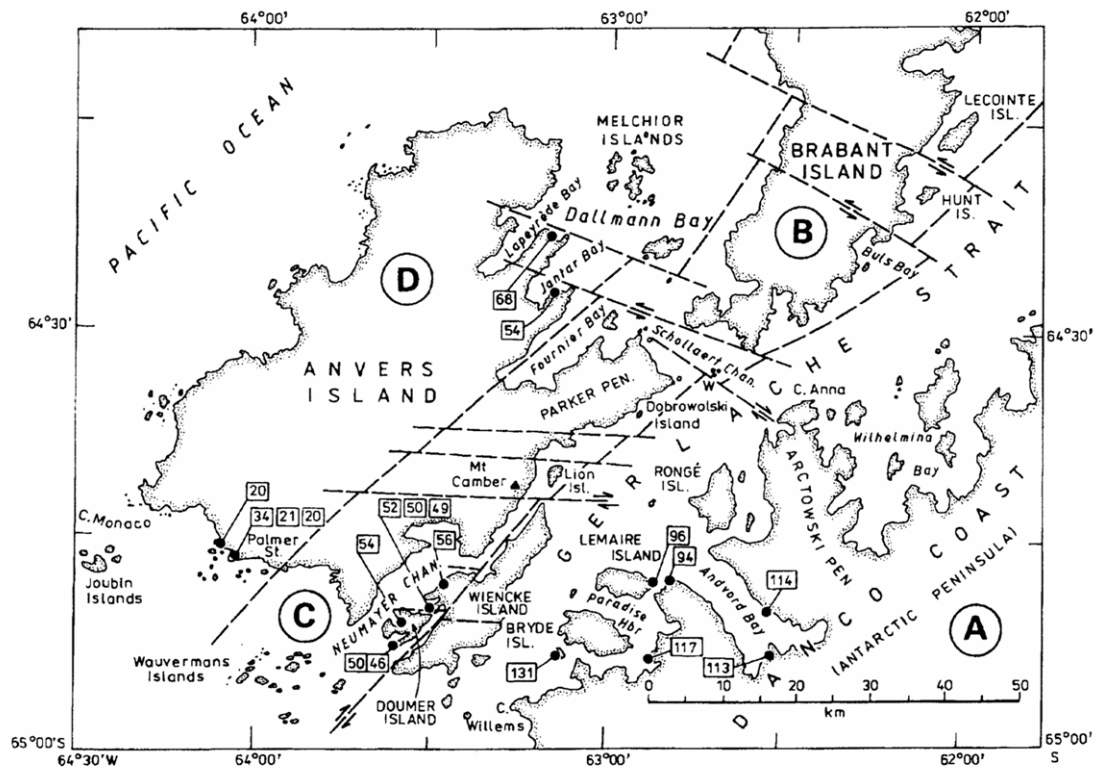 64°00'
63°00'
62°00'
LECOINTE ISL.
PACIFIC OCEAN
MELCHIOR
ISLANDS
BRABANT
ISLAND
HUNT
IS.
Lapeyrède Bay
Dallmann Bay
B
Buls Bay
D
Jantar Bay
68
54
64°30'
64°30'
Fournier Bay
Schollaert Chan.
GERLACHE STRAIT
ANVERS
ISLAND
PARKER PEN.
W
C. Anna
Dobrowolski
Island
Wilhelmina
Bay
Mt
Camber
Lion
Isl.
RONGÉ
ISL.
ARCTOWSKI PEN.
DANCO COAST
(ANTARCTIC PENINSULA)
20
34 21 20
52 50 49
C. Monaco
Palmer
St.
54
56
LEMAIRE
ISLAND
96
94
Joubin
Islands
NEUMAYER CHAN.
WIENCKE
ISLAND
Paradise
Hbr
Andvord Bay
114
C
A
BRYDE
ISL.
Wauvermans
Islands
50 46
131
117
113
DOUMER
ISLAND
C.
Willems
0 10 20 30 40 50
km
65°00'S
65°00'
S
64°30'W
64°00'
63°00'
62°00'